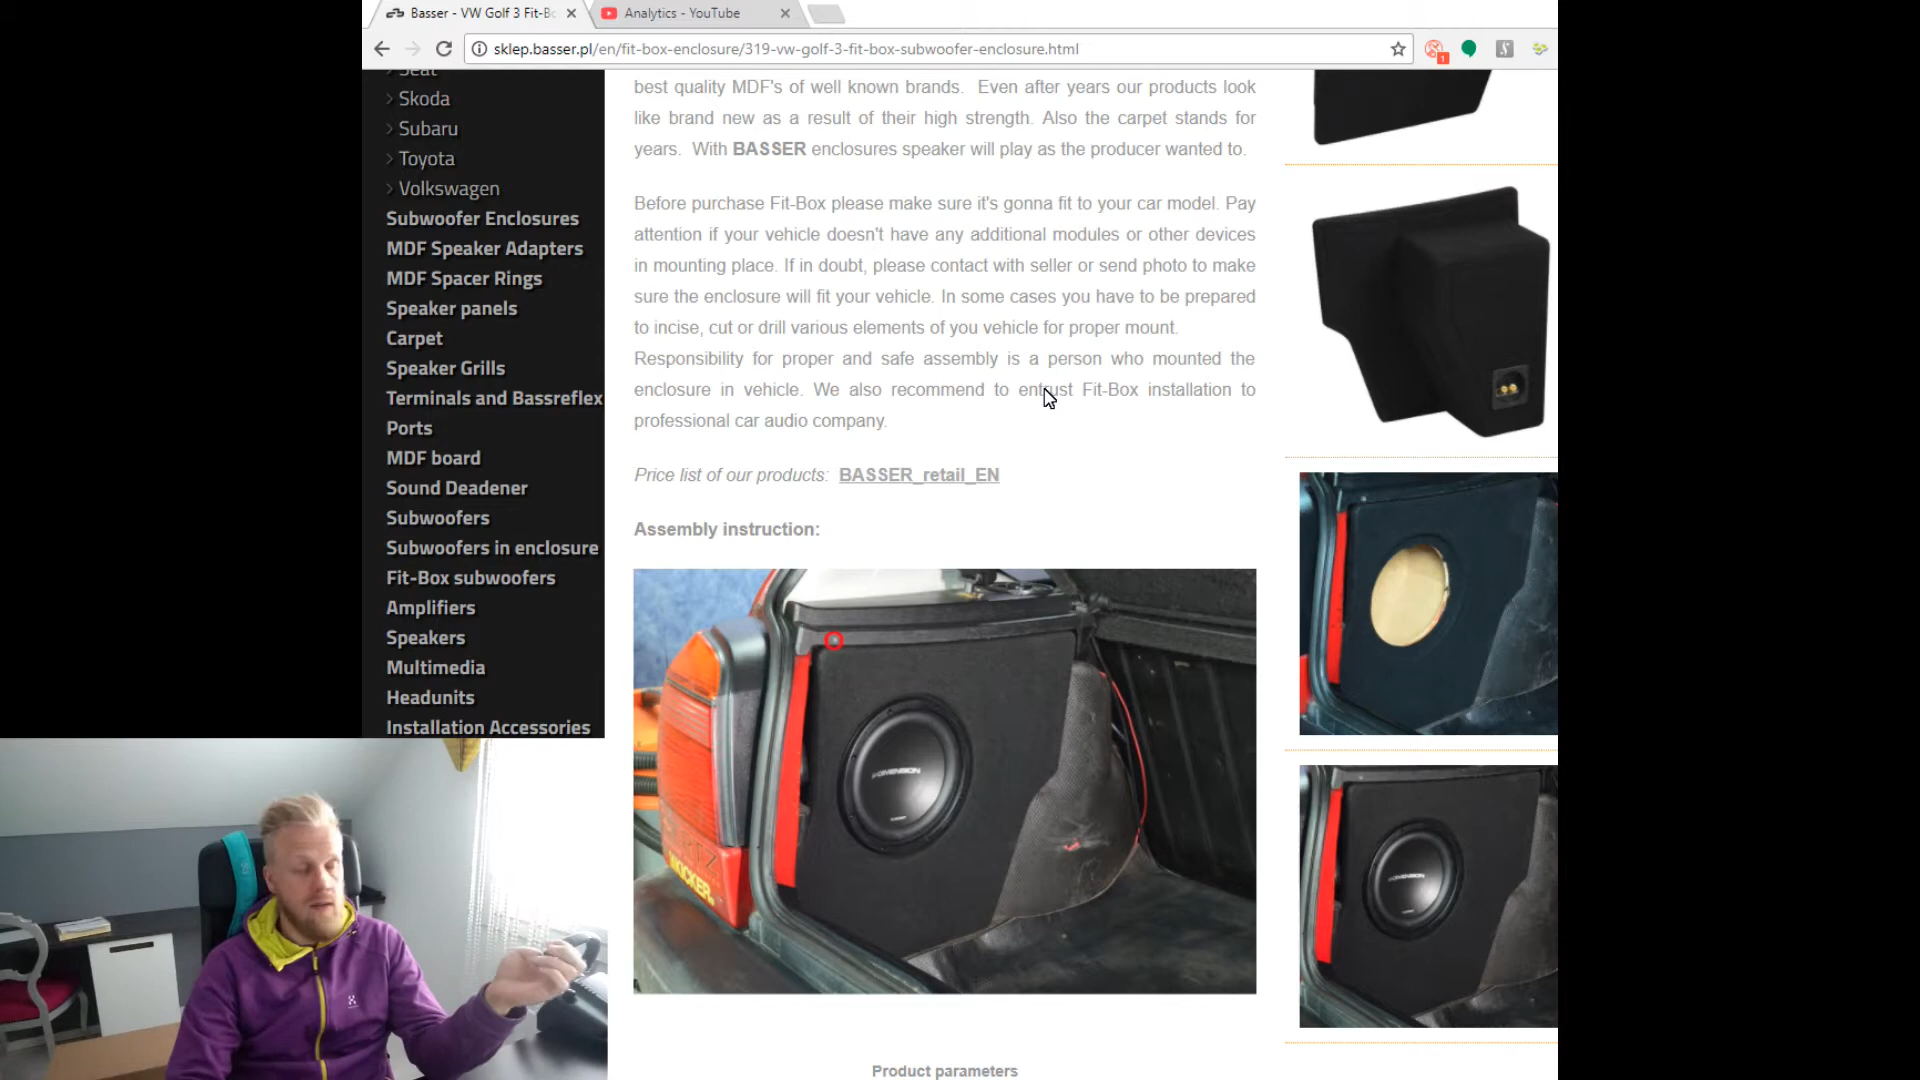 Basser - VW Golf 3 Fit-Bo
Analytics - YouTube
sklep.basser.pl/en/fit-box-enclosure/319-vw-golf-3-fit-box-subwoofer-enclosure.html
1
Seat
Skoda
Subaru
Toyota
Volkswagen
Subwoofer Enclosures
MDF Speaker Adapters
MDF Spacer Rings
Speaker panels
Carpet
Speaker Grills
Terminals and Bassreflex
Ports
MDF board
Sound Deadener
Subwoofers
Subwoofers in enclosure
Fit-Box subwoofers
Amplifiers
Speakers
Multimedia
Headunits
Installation Accessories
best quality MDF's of well known brands. Even after years our products look
like brand new as a result of their high strength. Also the carpet stands for
years. With BASSER enclosures speaker will play as the producer wanted to.
Before purchase Fit-Box please make sure it's gonna fit to your car model. Pay
attention if your vehicle doesn't have any additional modules or other devices
in mounting place. If in doubt, please contact with seller or send photo to make
sure the enclosure will fit your vehicle. In some cases you have to be prepared
to incise, cut or drill various elements of you vehicle for proper mount.
Responsibility for proper and safe assembly is a person who mounted the
enclosure in vehicle. We also recommend to entrust Fit-Box installation to
professional car audio company.
Price list of our products: BASSER_retail_EN
Assembly instruction:
KICKER
Product parameters